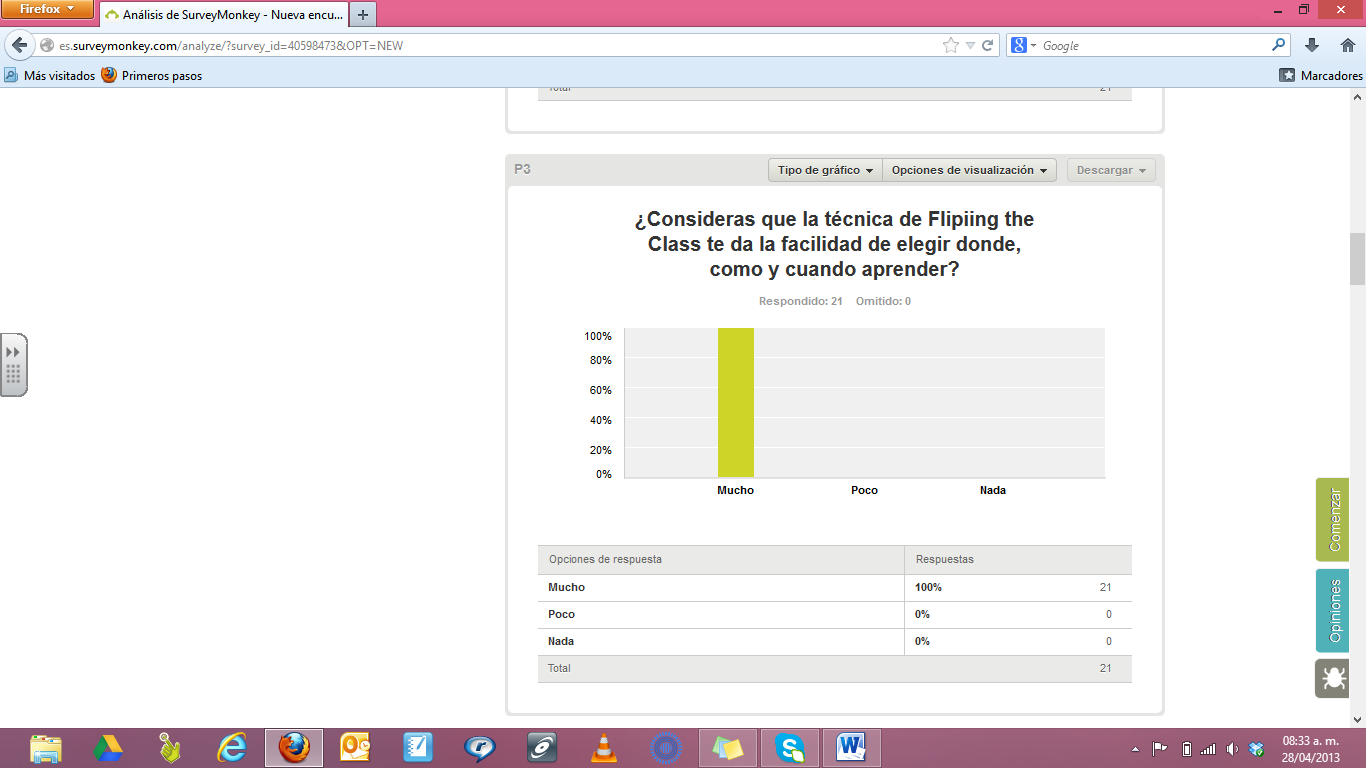 Firefox
Análisis de SurveyMonkey - Nueva encu...
es.surveymonkey.com/analyze/?survey_id=40598473&OPT=NEW
Google
Más visitados
Primeros pasos
Marcadores
Total 21
P3
Tipo de gráfico
Opciones de visualización
Descargar
¿Consideras que la técnica de Flipiing the
Class te da la facilidad de elegir donde,
como y cuando aprender?
Respondido: 21 Omitido: 0
100%
80%
60%
40%
20%
0%
Mucho Poco Nada
Opciones de respuesta Respuestas
Mucho 100% 21
Poco 0% 0
Nada 0% 0
Total 21
Comenzar
Opiniones
08:33 a. m.
28/04/2013